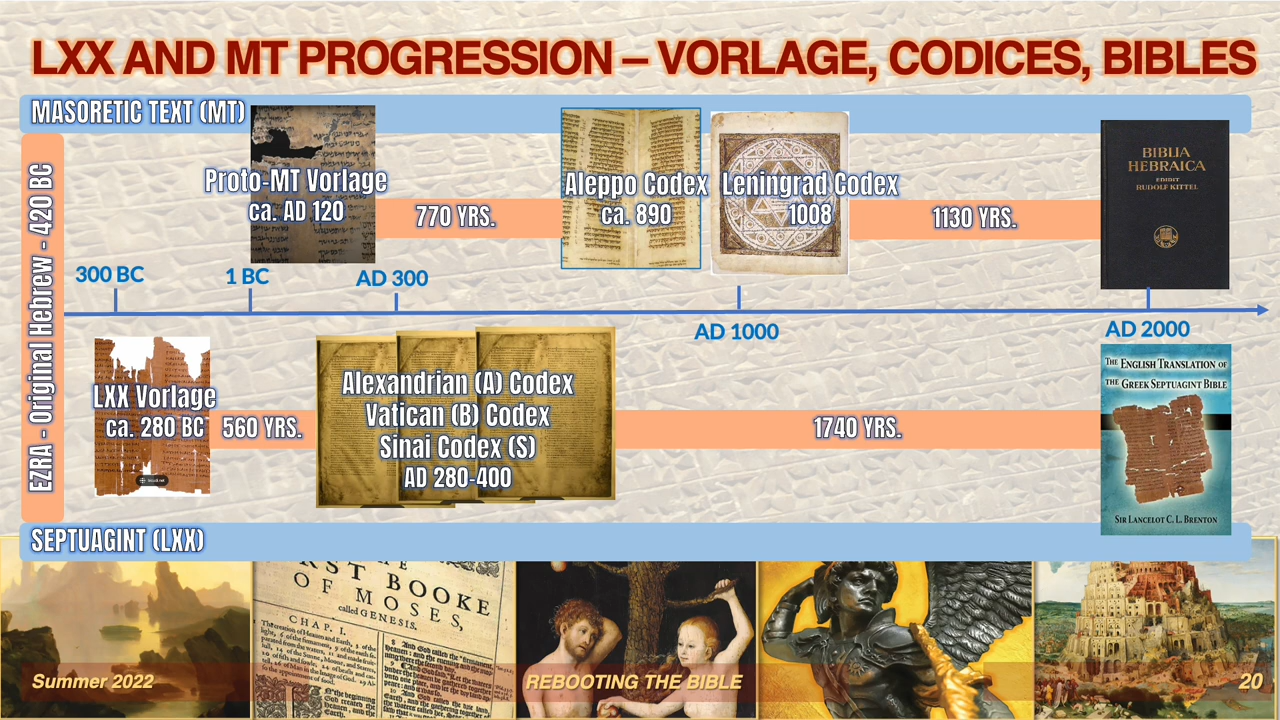 LXX AND MT PROGRESSION – VORLAGE, CODICES, BIBLES
MASORETIC TEXT (MT)
EZRA - Original Hebrew - 420 BC
Proto-MT Vorlage
ca. AD 120
770 YRS.
Aleppo Codex
ca. 890
Leningrad Codex
1008
1130 YRS.
BIBLIA
HEBRAICA
EDIDIT
RUDOLF KITTEL
300 BC
1 BC
AD 300
AD 1000
AD 2000
LXX Vorlage
ca. 280 BC
560 YRS.
Alexandrian (A) Codex
Vatican (B) Codex
Sinai Codex (S)
AD 280-400
1740 YRS.
THE ENGLISH TRANSLATION OF
THE GREEK SEPTUAGINT BIBLE
SIR LANCELOT C. L. BRENTON
SEPTUAGINT (LXX)
RST BOOKE
OF MOSES,
called GENESIS.
CHAP. I.
Summer 2022
REBOOTING THE BIBLE
20